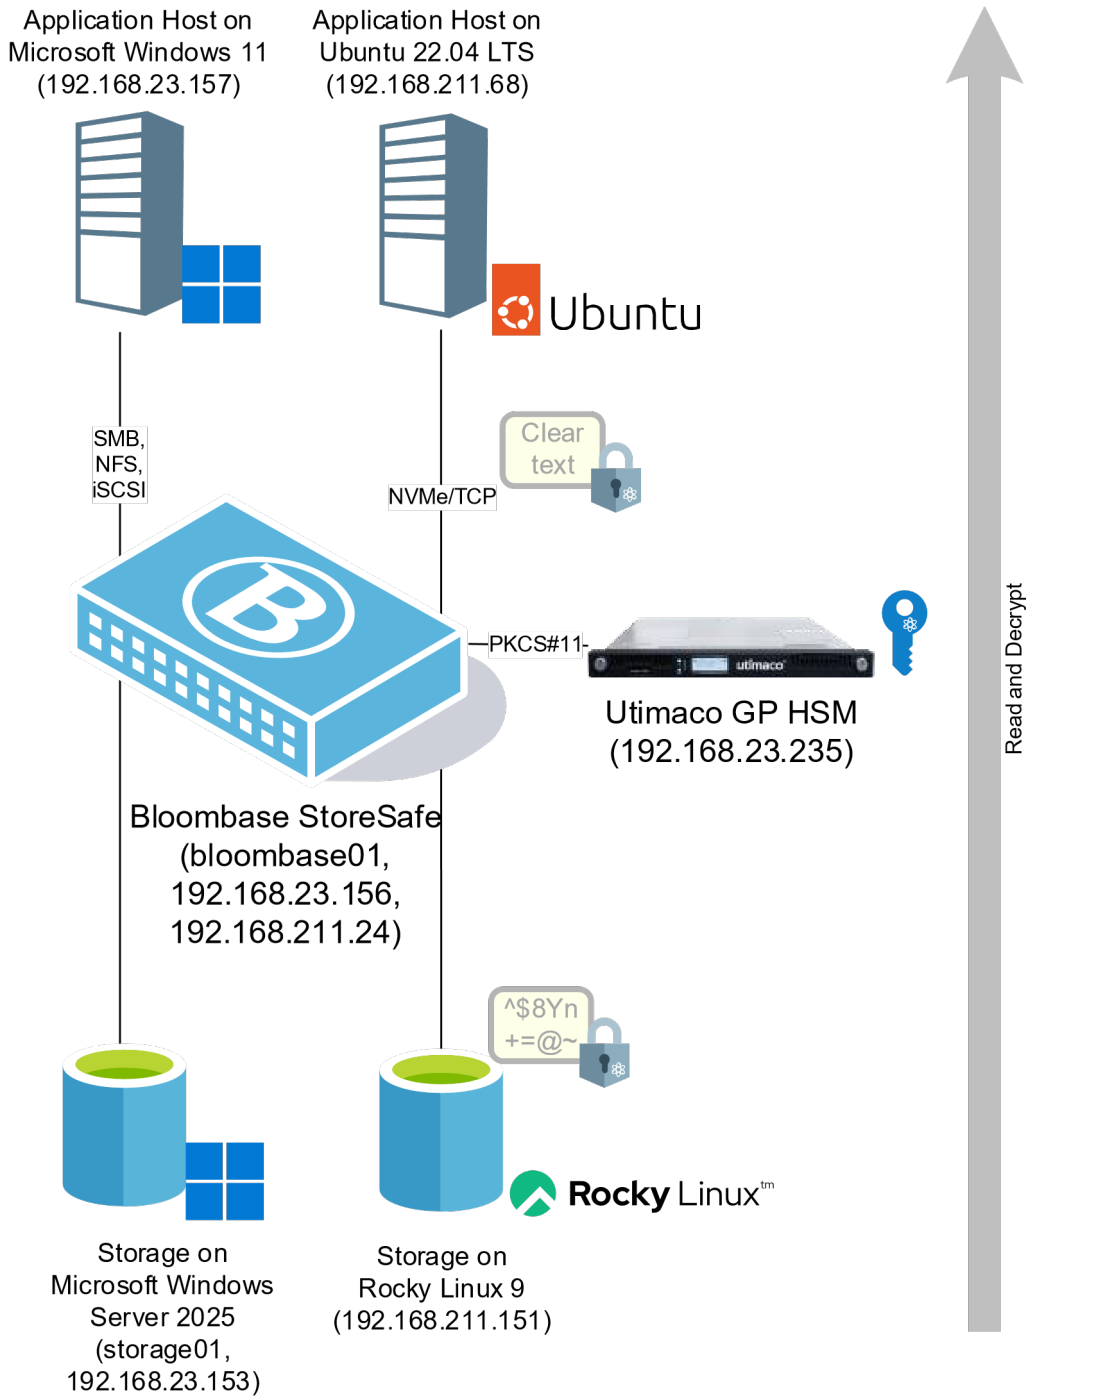 Application Host on
Microsoft Windows 11
(192.168.23.157)
Application Host on
Ubuntu 22.04 LTS
(192.168.211.68)
Ubuntu
SMB,
NFS,
iSCSI
NVMe/TCP
Clear
text
B
PKCS#11
utimaco
Utimaco GP HSM
(192.168.23.235)
Read and Decrypt
Bloombase StoreSafe
(bloombase01,
192.168.23.156,
192.168.211.24)
^$8Yn
+=@~
Rocky Linux™
Storage on
Microsoft Windows
Server 2025
(storage01,
192.168.23.153)
Storage on
Rocky Linux 9
(192.168.211.151)